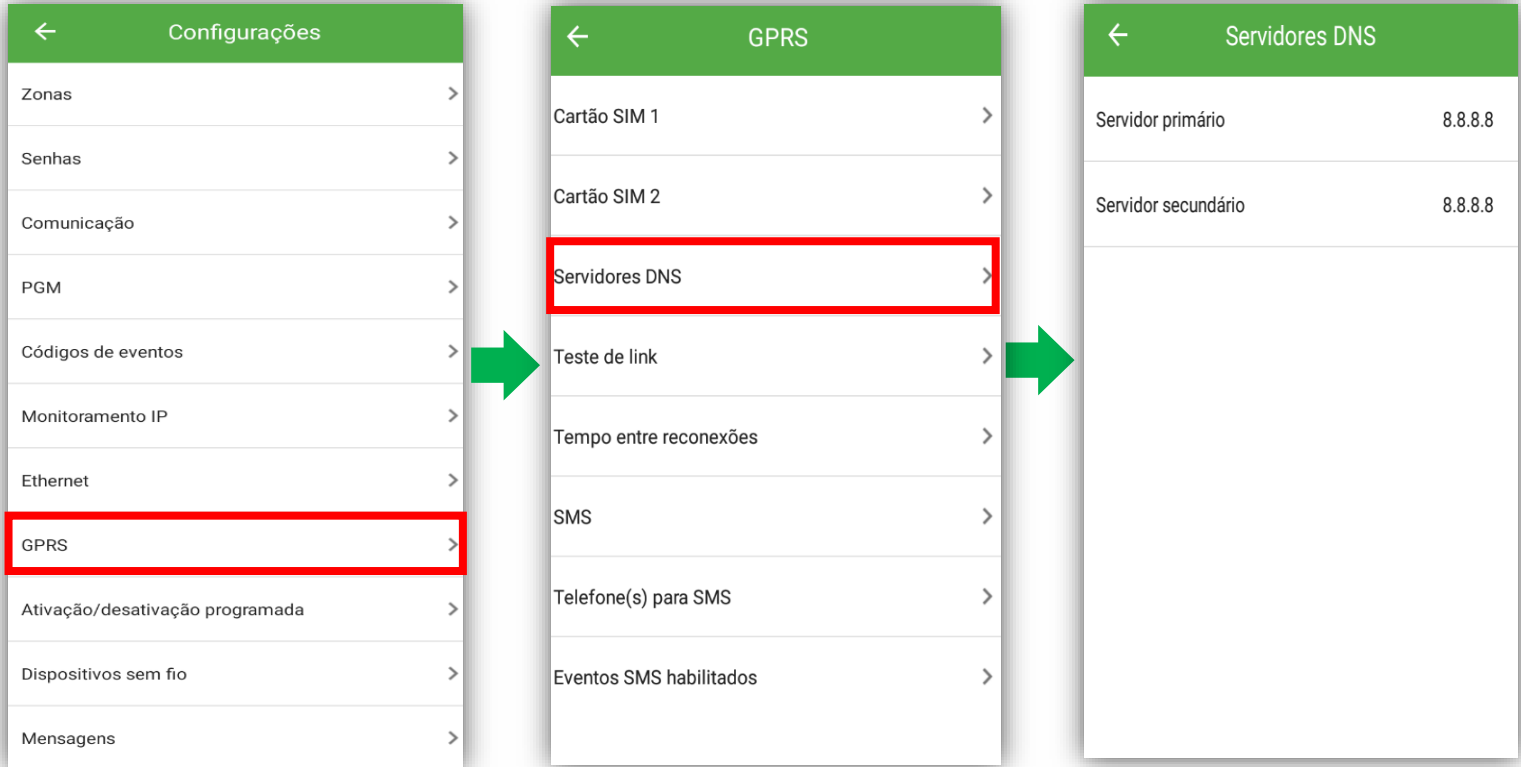 Configurações
Zonas
Senhas
Comunicação
PGM
Códigos de eventos
Monitoramento IP
Ethernet
GPRS
Ativação/desativação programada
Dispositivos sem fio
Mensagens
GPRS
Cartão SIM 1
Cartão SIM 2
Servidores DNS
Teste de link
Tempo entre reconexões
SMS
Telefone(s) para SMS
Eventos SMS habilitados
Servidores DNS
Servidor primário 8.8.8.8
Servidor secundário 8.8.8.8